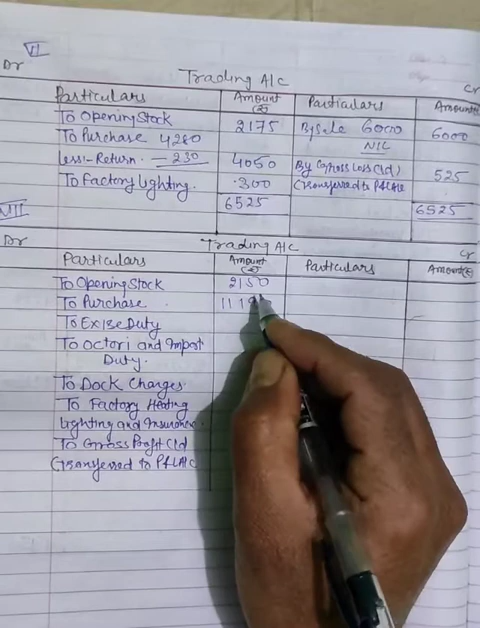 VI
Dr Trading A/c Cr
Particulars Amount (₹) Particulars Amount
To Opening Stock 2175 By Sale 6000 6000
To Purchase 4280 NIL
Less:- Return. — 230 4050 By Gross Loss C/d
To Factory Lighting. 300 (Transferred to P&L A/c 525
6525 6525
VII
Dr Trading A/c Cr
Particulars Amount (₹) Particulars Amount(₹)
To Opening Stock 2150
To Purchase
To Exise Duty
To Octori and Import
Duty.
To Dock Charges
To Factory Heating
Lighting and Insurance
To Gross Profit C/d
(Transferred to P&L A/c